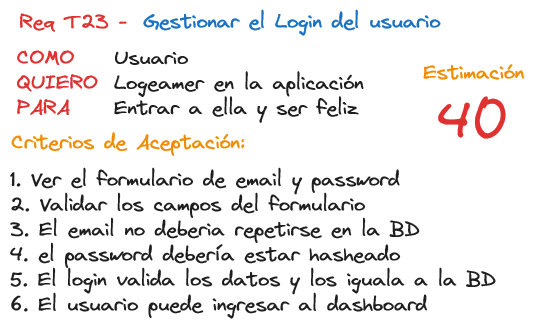 Req T23 - Gestionar el Login del usuario
COMO Usuario
QUIERO Logeamer en la aplicación
PARA Entrar a ella y ser feliz
Estimación
40
Criterios de Aceptación:
1. Ver el formulario de email y password
2. Validar los campos del formulario
3. El email no deberia repetirse en la BD
4. el password debería estar hasheado
5. El login valida los datos y los iguala a la BD
6. El usuario puede ingresar al dashboard